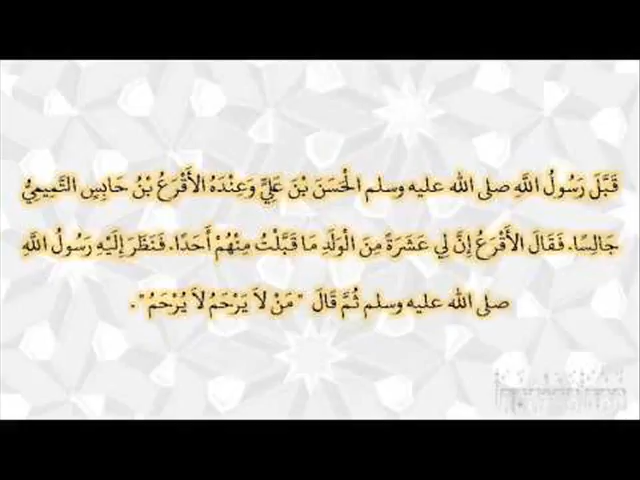 قَبَّلَ رَسُولُ اللَّهِ صلى الله عليه وسلم الْحَسَنَ بْنَ عَلِيٍّ وَعِنْدَهُ الأَقْرَعُ بْنُ حَابِسٍ التَّمِيمِيُّ
جَالِسًا. فَقَالَ الأَقْرَعُ إِنَّ لِي عَشَرَةً مِنَ الْوَلَدِ مَا قَبَّلْتُ مِنْهُمْ أَحَدًا. فَنَظَرَ إِلَيْهِ رَسُولُ اللَّهِ
صلى الله عليه وسلم ثُمَّ قَالَ " مَنْ لاَ يَرْحَمُ لاَ يُرْحَمُ ".